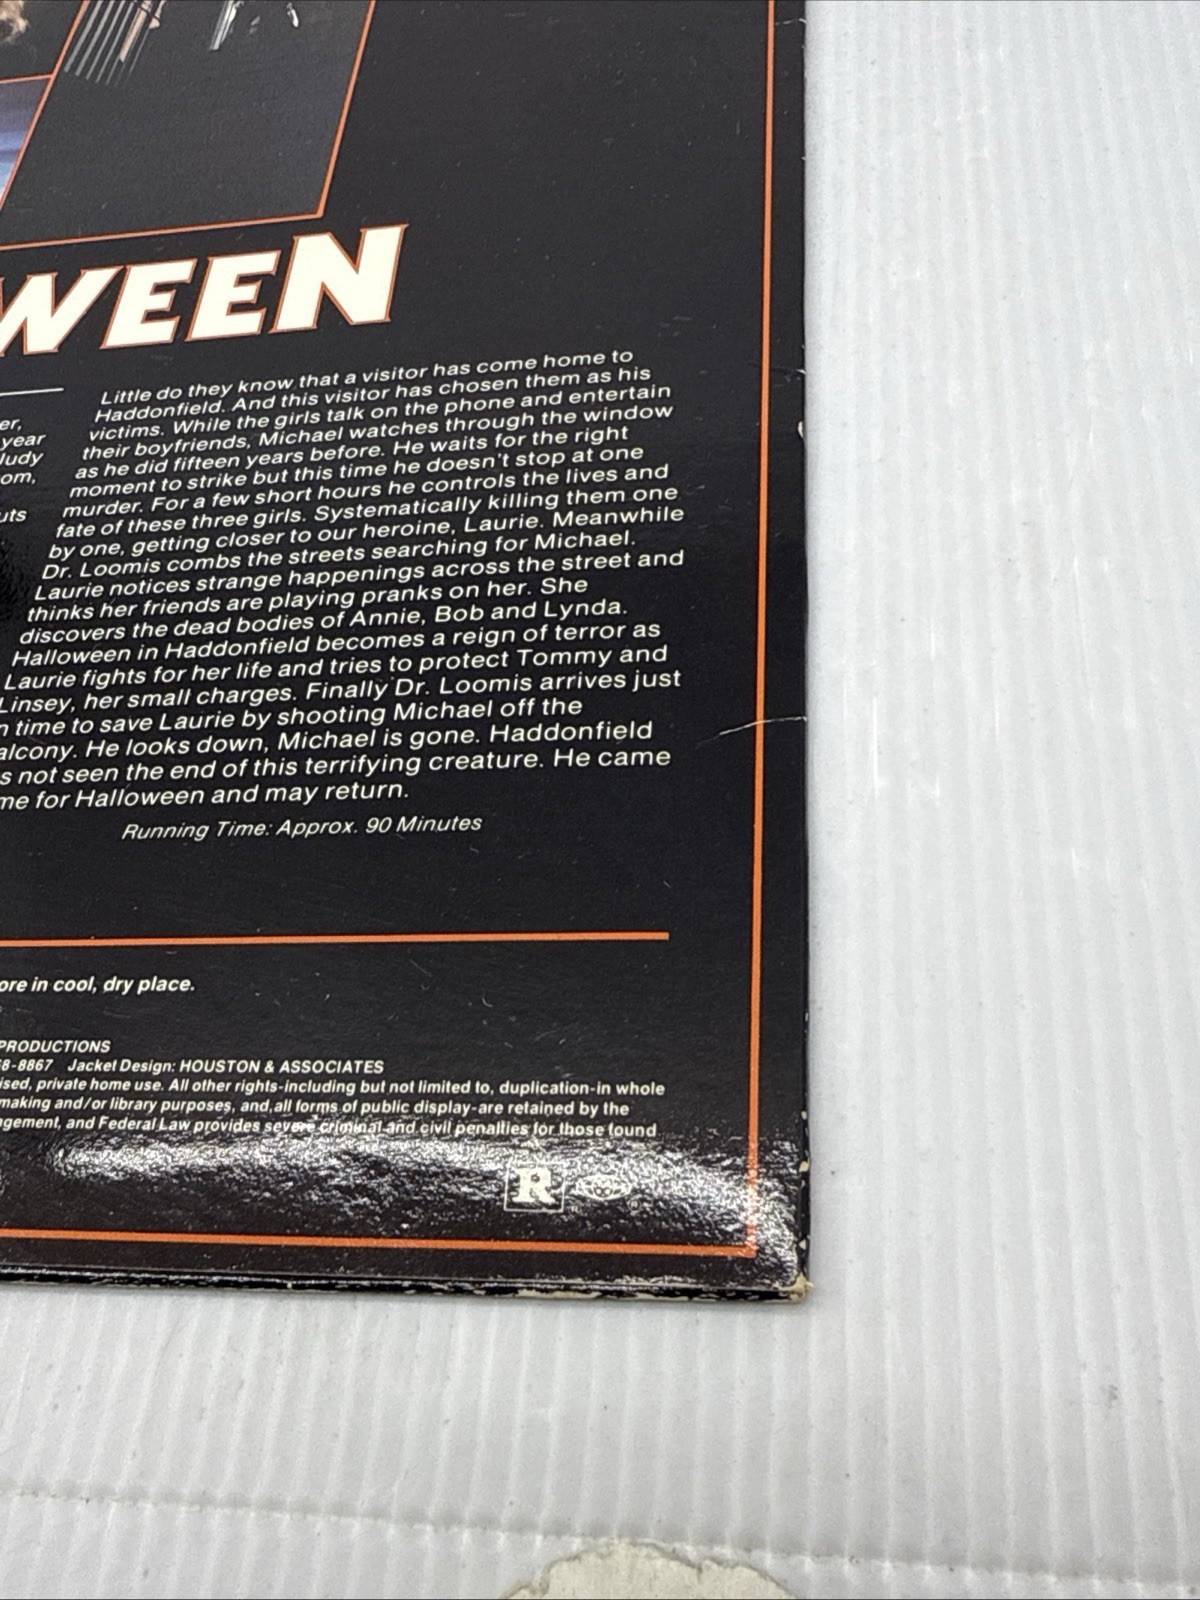 WEEN
er,
year
Judy
om,
uts
Little do they know that a visitor has come home to
Haddonfield. And this visitor has chosen them as his
victims. While the girls talk on the phone and entertain
their boyfriends, Michael watches through the window
as he did fifteen years before. He waits for the right
moment to strike but this time he doesn't stop at one
murder. For a few short hours he controls the lives and
fate of these three girls. Systematically killing them one
by one, getting closer to our heroine, Laurie. Meanwhile
Dr. Loomis combs the streets searching for Michael.
Laurie notices strange happenings across the street and
thinks her friends are playing pranks on her. She
discovers the dead bodies of Annie, Bob and Lynda.
Halloween in Haddonfield becomes a reign of terror as
Laurie fights for her life and tries to protect Tommy and
Linsey, her small charges. Finally Dr. Loomis arrives just
n time to save Laurie by shooting Michael off the
alcony. He looks down, Michael is gone. Haddonfield
s not seen the end of this terrifying creature. He came
me for Halloween and may return.
Running Time: Approx. 90 Minutes
ore in cool, dry place.
PRODUCTIONS
8-8867 Jacket Design: HOUSTON & ASSOCIATES
ised, private home use. All other rights-including but not limited to, duplication-in whole
making and/or library purposes, and, all forms of public display-are retained by the
gement, and Federal Law provides severe criminal and civil penalties for those found
R